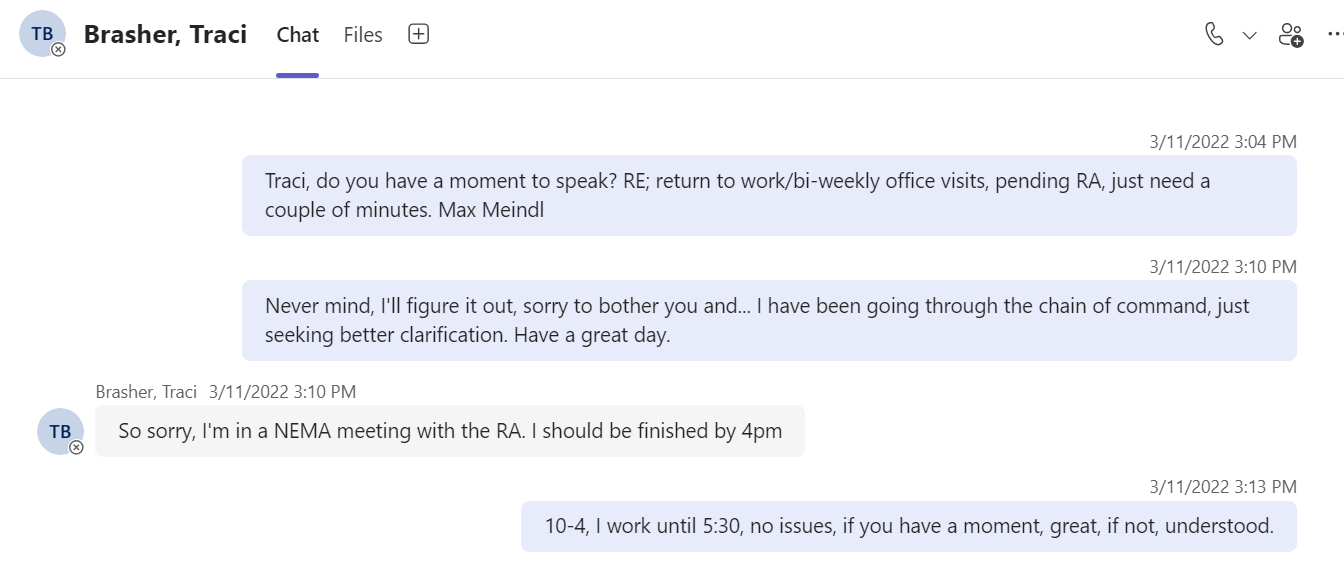 TB
Brasher, Traci
Chat
Files
3/11/2022 3:04 PM
Traci, do you have a moment to speak? RE; return to work/bi-weekly office visits, pending RA, just need a
couple of minutes. Max Meindl
3/11/2022 3:10 PM
Never mind, I'll figure it out, sorry to bother you and... I have been going through the chain of command, just
seeking better clarification. Have a great day.
Brasher, Traci 3/11/2022 3:10 PM
TB
So sorry, I'm in a NEMA meeting with the RA. I should be finished by 4pm
3/11/2022 3:13 PM
10-4, I work until 5:30, no issues, if you have a moment, great, if not, understood.